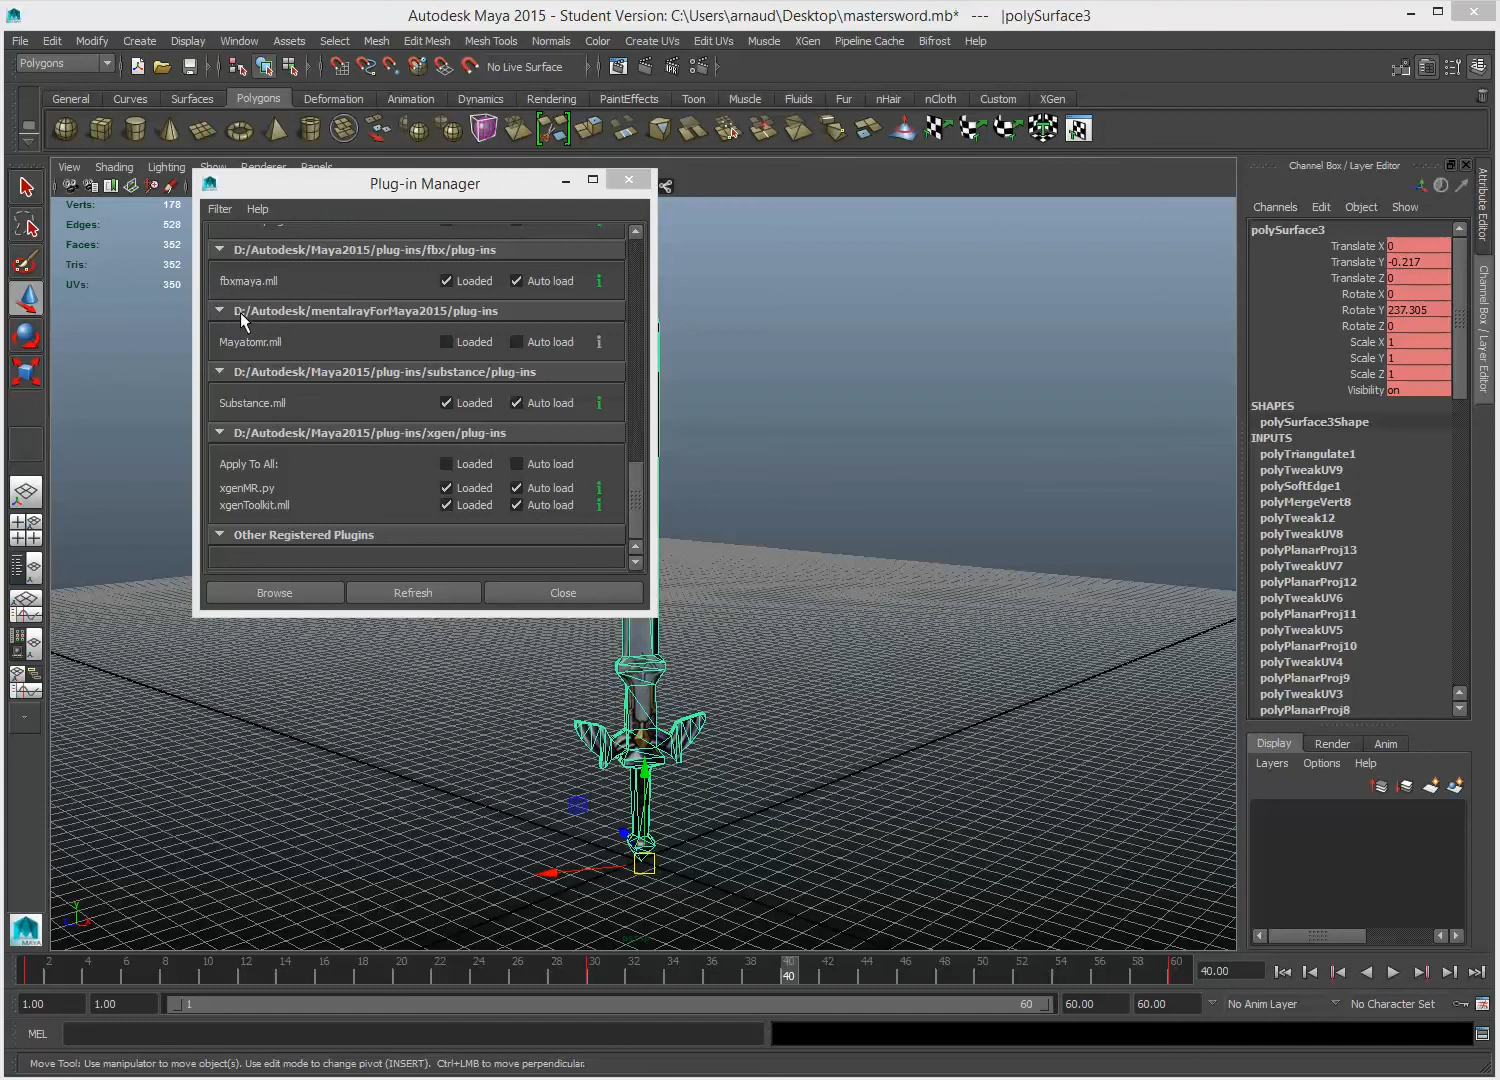 Autodesk Maya 2015 - Student Version: C:\Users\arnaud\Desktop\mastersword.mb* --- |polySurface3
File Edit Modify Create Display Window Assets Select Mesh Edit Mesh Mesh Tools Normals Color Create UVs Edit UVs Muscle XGen Pipeline Cache Bifrost Help
Polygons No Live Surface
General Curves Surfaces Polygons Deformation Animation Dynamics Rendering PaintEffects Toon Muscle Fluids Fur nHair nCloth Custom XGen
View Shading Lighting Show Renderer Panels
Verts: 178
Edges: 528
Faces: 352
Tris: 352
UVs: 350
Plug-in Manager
Filter Help
D:/Autodesk/Maya2015/plug-ins/fbx/plug-ins
fbxmaya.mll Loaded Auto load i
D:/Autodesk/mentalrayForMaya2015/plug-ins
Mayatomr.mll Loaded Auto load i
D:/Autodesk/Maya2015/plug-ins/substance/plug-ins
Substance.mll Loaded Auto load i
D:/Autodesk/Maya2015/plug-ins/xgen/plug-ins
Apply To All: Loaded Auto load
xgenMR.py Loaded Auto load i
xgenToolkit.mll Loaded Auto load i
Other Registered Plugins
Browse Refresh Close
Channel Box / Layer Editor
Channels Edit Object Show
polySurface3
Translate X 0
Translate Y -0.217
Translate Z 0
Rotate X 0
Rotate Y 237.305
Rotate Z 0
Scale X 1
Scale Y 1
Scale Z 1
Visibility on
SHAPES
polySurface3Shape
INPUTS
polyTriangulate1
polyTweakUV9
polySoftEdge1
polyMergeVert8
polyTweak12
polyTweakUV8
polyPlanarProj13
polyTweakUV7
polyPlanarProj12
polyTweakUV6
polyPlanarProj11
polyTweakUV5
polyPlanarProj10
polyTweakUV4
polyPlanarProj9
polyTweakUV3
polyPlanarProj8
Attribute Editor
Channel Box / Layer Editor
Display Render Anim
Layers Options Help
MAYA
2 4 6 8 10 12 14 16 18 20 22 24 26 28 30 32 34 36 38 40 42 44 46 48 50 52 54 56 58 60
40
40.00
1.00 1.00 1 60 60.00 60.00 No Anim Layer No Character Set
MEL
Move Tool: Use manipulator to move object(s). Use edit mode to change pivot (INSERT). Ctrl+LMB to move perpendicular.